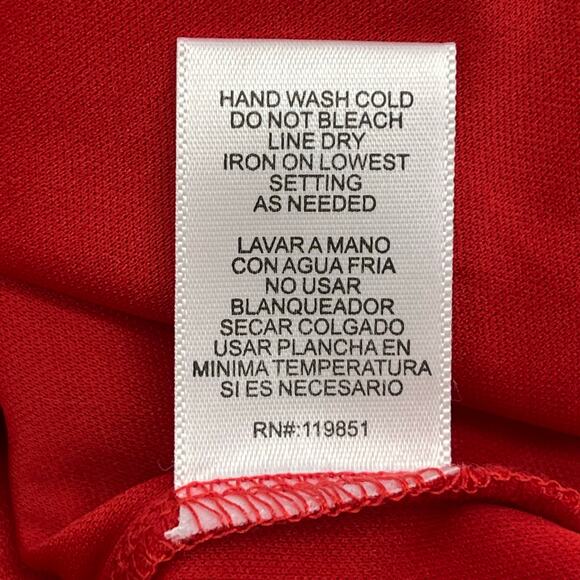 HAND WASH COLD
DO NOT BLEACH
LINE DRY
IRON ON LOWEST
SETTING
AS NEEDED
LAVAR A MANO
CON AGUA FRIA
NO USAR
BLANQUEADOR
SECAR COLGADO
USAR PLANCHA EN
MINIMA TEMPERATURA
SI ES NECESARIO
RN#:119851